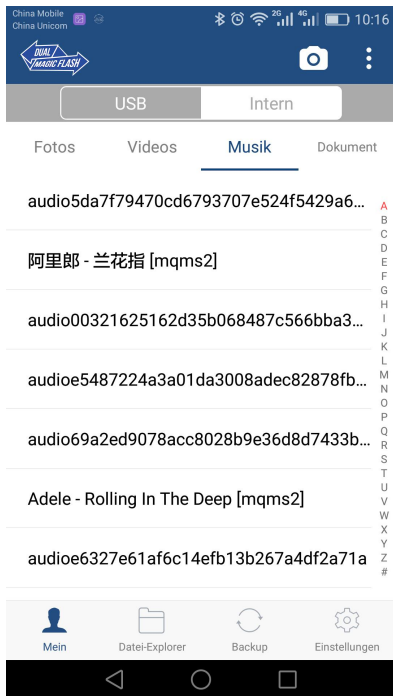 China Mobile
China Unicom
2G 4G 10:16
DUAL
MAGIC FLASH
USB Intern
Fotos Videos Musik Dokument
audio5da7f79470cd6793707e524f5429a6...
阿里郎 - 兰花指 [mqms2]
audio00321625162d35b068487c566bba3...
audioe5487224a3a01da3008adec82878fb...
audio69a2ed9078acc8028b9e36d8d7433b...
Adele - Rolling In The Deep [mqms2]
audioe6327e61af6c14efb13b267a4df2a71a
A
B
C
D
E
F
G
H
I
J
K
L
M
N
O
P
Q
R
S
T
U
V
W
X
Y
Z
#
Mein Datei-Explorer Backup Einstellungen